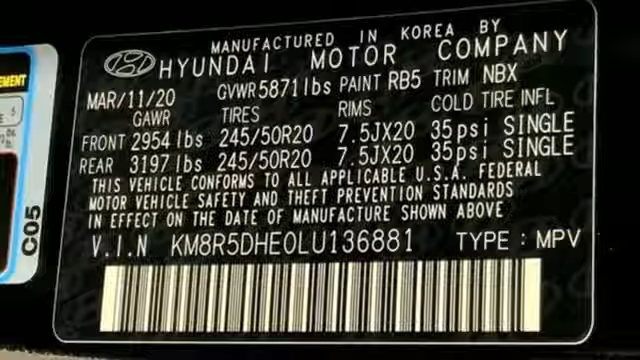 MANUFACTURED IN KOREA BY
HYUNDAI MOTOR COMPANY
MAR/11/20 GVWR 5871lbs PAINT RB5 TRIM NBX
GAWR TIRES RIMS COLD TIRE INFL
FRONT 2954 lbs 245/50R20 7.5JX20 35psi SINGLE
REAR 3197 lbs 245/50R20 7.5JX20 35psi SINGLE
THIS VEHICLE CONFORMS TO ALL APPLICABLE U.S.A. FEDERAL
MOTOR VEHICLE SAFETY AND THEFT PREVENTION STANDARDS
IN EFFECT ON THE DATE OF MANUFACTURE SHOWN ABOVE
V.I.N KM8R5DHE0LU136881 TYPE : MPV
C05